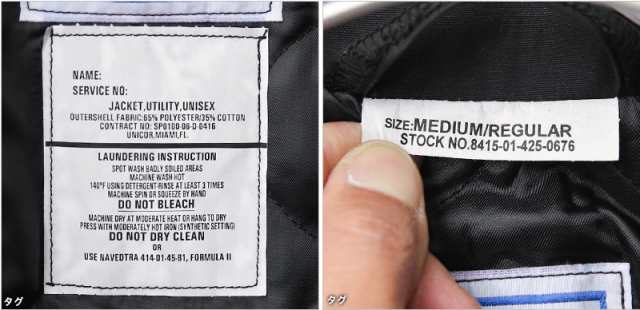 NAME:
SERVICE NO:
JACKET,UTILITY,UNISEX
OUTERSHELL FABRIC:65% POLYESTER/35% COTTON
CONTRACT NO: SP0100-06-D-0416
UNICOR,MIAMI,FL.
LAUNDERING INSTRUCTION
SPOT WASH BADLY SOILED AREAS
MACHINE WASH HOT
140°F USING DETERGENT-RINSE AT LEAST 3 TIMES
MACHINE SPIN OR SQUEEZE BY HAND
DO NOT BLEACH
MACHINE DRY AT MODERATE HEAT OR HANG TO DRY
PRESS WITH MODERATELY HOT IRON (SYNTHETIC SETTING)
DO NOT DRY CLEAN
OR
USE NAVEDTRA 414-01-45-81, FORMULA II
タグ
SIZE:MEDIUM/REGULAR
STOCK NO.8415-01-425-0676
タグ